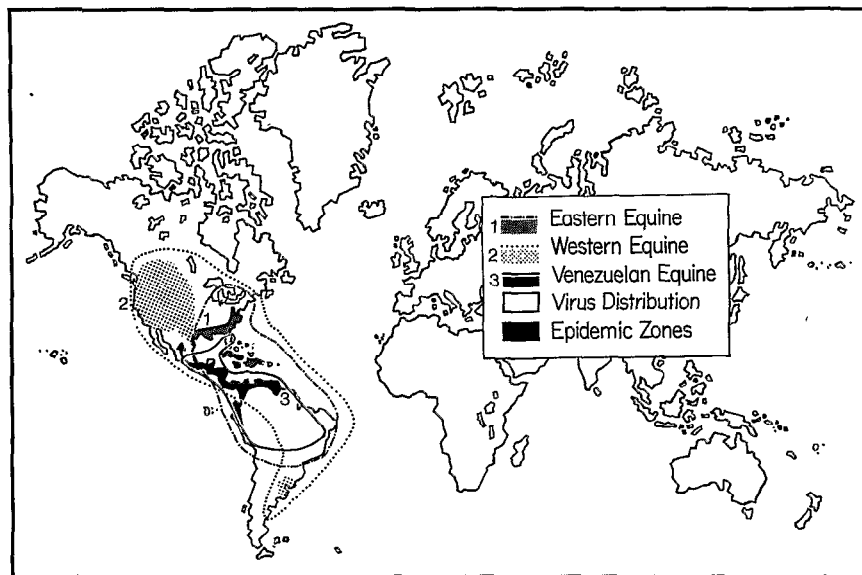 2
1
3
1 Eastern Equine
2 Western Equine
3 Venezuelan Equine
Virus Distribution
Epidemic Zones